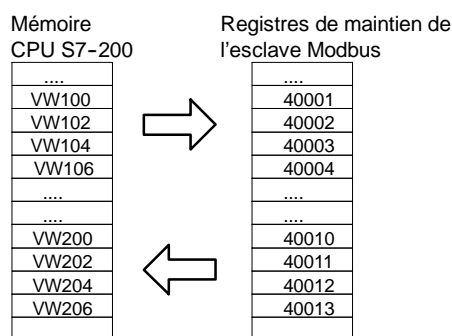 Mémoire
CPU S7-200
Registres de maintien de
l'esclave Modbus
.... ....
VW100 40001
VW102 40002
VW104 40003
VW106 40004
.... ....
.... ....
VW200 40010
VW202 40011
VW204 40012
VW206 40013